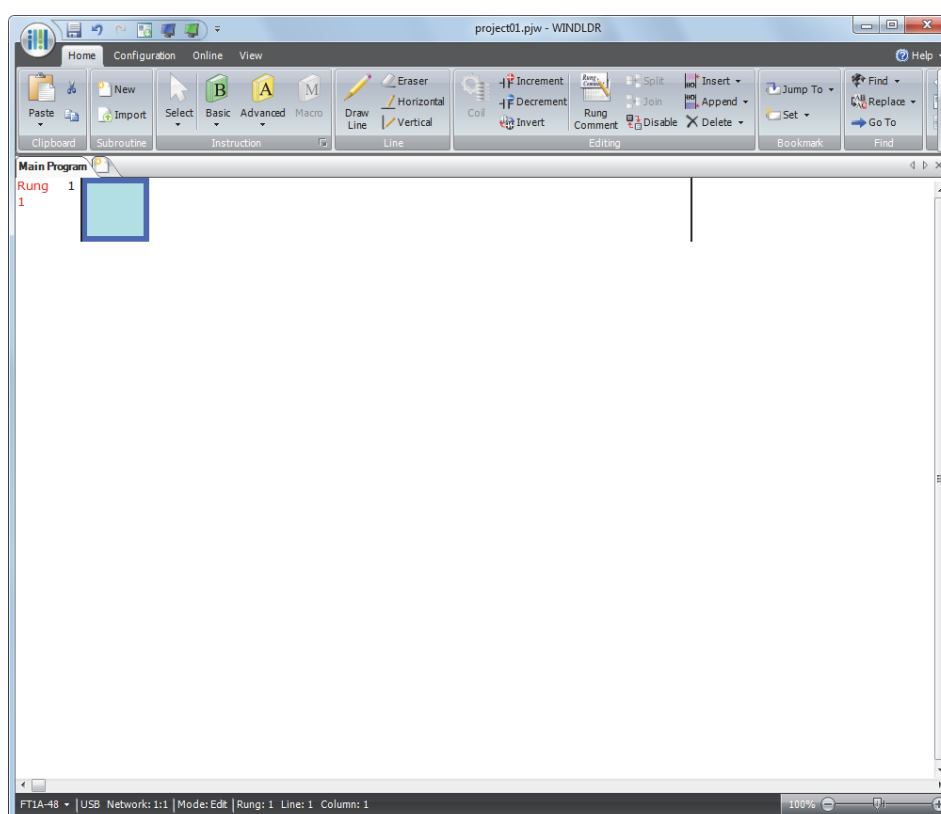 project01.pjw - WINDLDR
Home Configuration Online View Help
Paste New Import Select Basic Advanced Macro Draw Line Eraser Horizontal Vertical Coil Increment Decrement Invert Rung Comment Split Join Disable Insert Append Delete Jump To Set Find Replace Go To
Clipboard Subroutine Instruction Line Editing Bookmark Find
Main Program
Rung 1
1
FT1A-48 USB Network: 1:1 Mode: Edit Rung: 1 Line: 1 Column: 1 100%